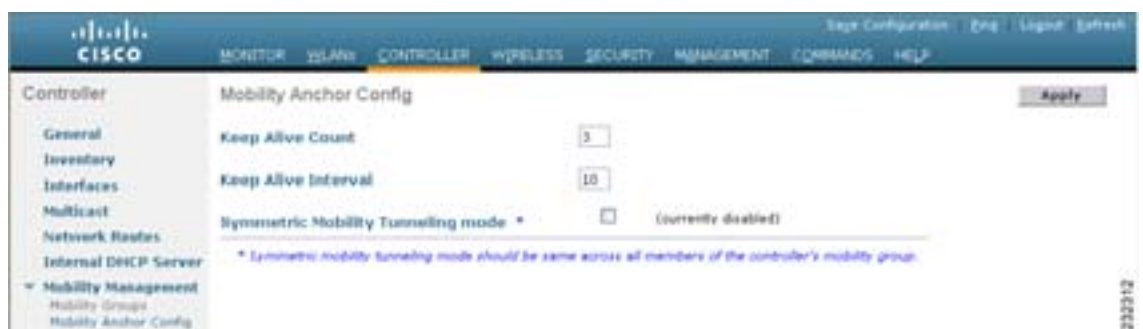 Save Configuration Ping Logout Refresh
CISCO
MONITOR WLANs CONTROLLER WIRELESS SECURITY MANAGEMENT COMMANDS HELP
Controller
Mobility Anchor Config
Apply
General
Inventory
Interfaces
Multicast
Network Routes
Internal DHCP Server
Mobility Management
Mobility Groups
Mobility Anchor Config
Keep Alive Count 3
Keep Alive Interval 10
Symmetric Mobility Tunneling mode * (currently disabled)
* Symmetric mobility tunneling mode should be same across all members of the controller's mobility group.
232312